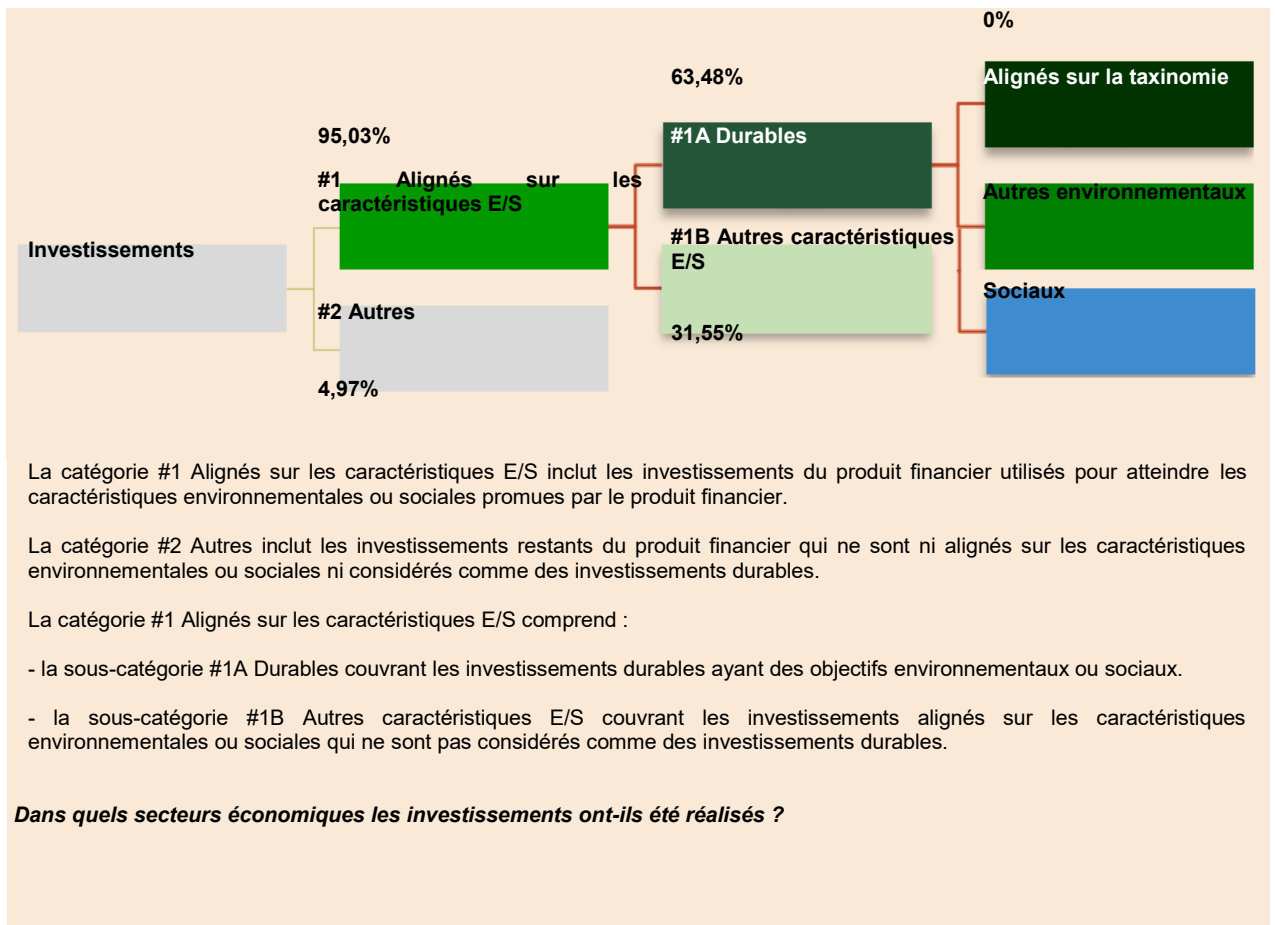 0%
63,48%
Alignés sur la taxinomie
95,03%
#1A Durables
#1 Alignés sur les
caractéristiques E/S
Autres environnementaux
#1B Autres caractéristiques
E/S
Investissements
Sociaux
#2 Autres
31,55%
4,97%
La catégorie #1 Alignés sur les caractéristiques E/S inclut les investissements du produit financier utilisés pour atteindre les
caractéristiques environnementales ou sociales promues par le produit financier.
La catégorie #2 Autres inclut les investissements restants du produit financier qui ne sont ni alignés sur les caractéristiques
environnementales ou sociales ni considérés comme des investissements durables.
La catégorie #1 Alignés sur les caractéristiques E/S comprend :
- la sous-catégorie #1A Durables couvrant les investissements durables ayant des objectifs environnementaux ou sociaux.
- la sous-catégorie #1B Autres caractéristiques E/S couvrant les investissements alignés sur les caractéristiques
environnementales ou sociales qui ne sont pas considérés comme des investissements durables.
Dans quels secteurs économiques les investissements ont-ils été réalisés ?